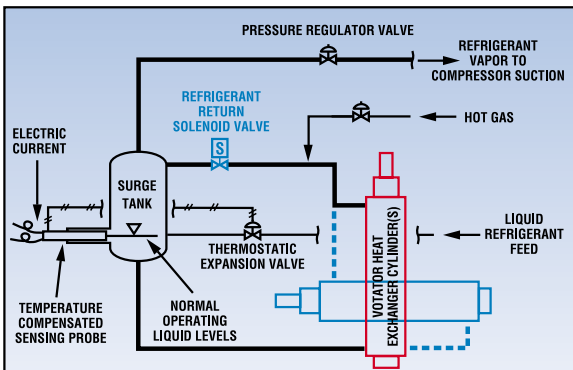 PRESSURE REGULATOR VALVE
REFRIGERANT
VAPOR TO
COMPRESSOR SUCTION
REFRIGERANT
RETURN
SOLENOID VALVE
S
HOT GAS
ELECTRIC
CURRENT
SURGE
TANK
THERMOSTATIC
EXPANSION VALVE
LIQUID
REFRIGERANT
FEED
VOTATOR HEAT
EXCHANGER CYLINDER(S)
TEMPERATURE
COMPENSATED
SENSING PROBE
NORMAL
OPERATING
LIQUID LEVELS